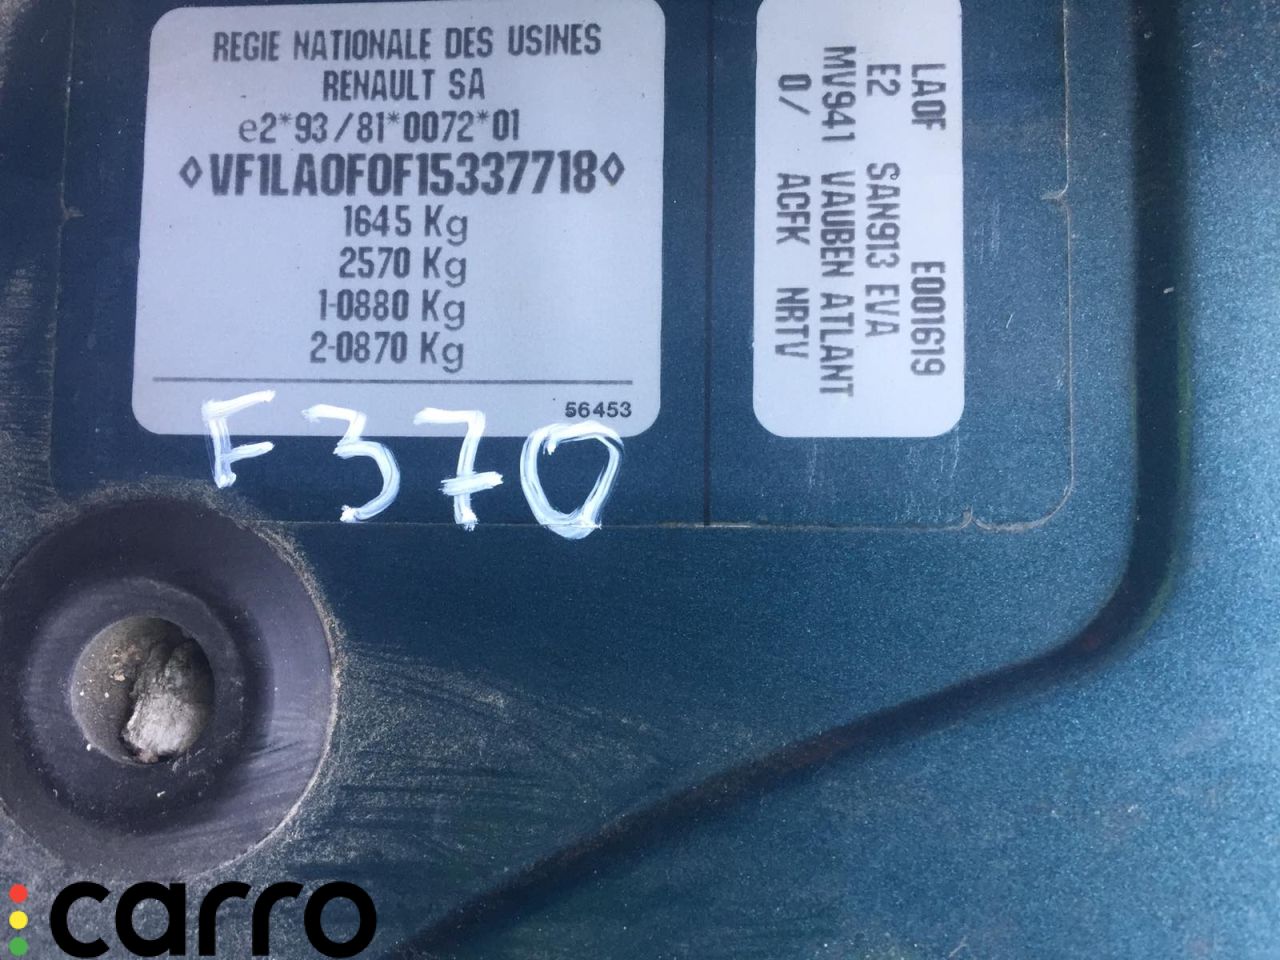 REGIE NATIONALE DES USINES
RENAULT SA
e2*93/81*0072*01
◊VF1LA0F0F15337718◊
1645 Kg
2570 Kg
1-0880 Kg
2-0870 Kg
56453
F370
LA0F E001619
E2 SAN913 EVA
MV941 VAUBEN ATLANT
0/ ACFK NRTV
carro